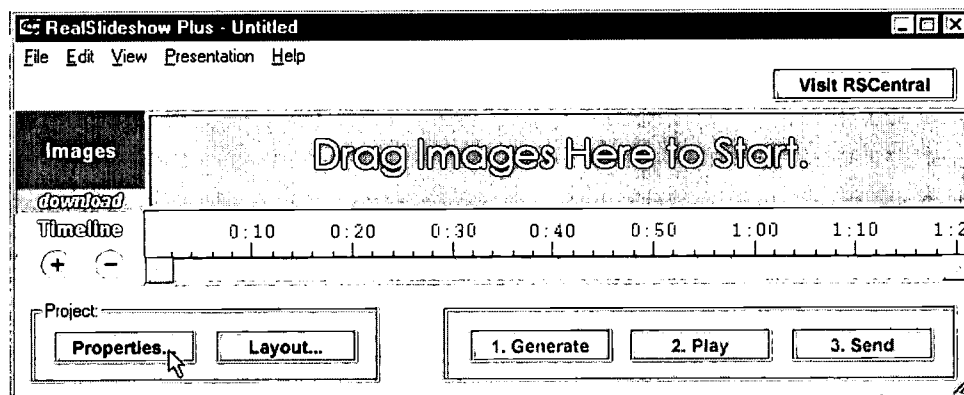 RealSlideshow Plus - Untitled
File Edit View Presentation Help
Visit RSCentral
Images
Drag Images Here to Start.
download
Timeline
0:10 0:20 0:30 0:40 0:50 1:00 1:10 1:2
+ -
Project:
Properties... Layout... 1. Generate 2. Play 3. Send